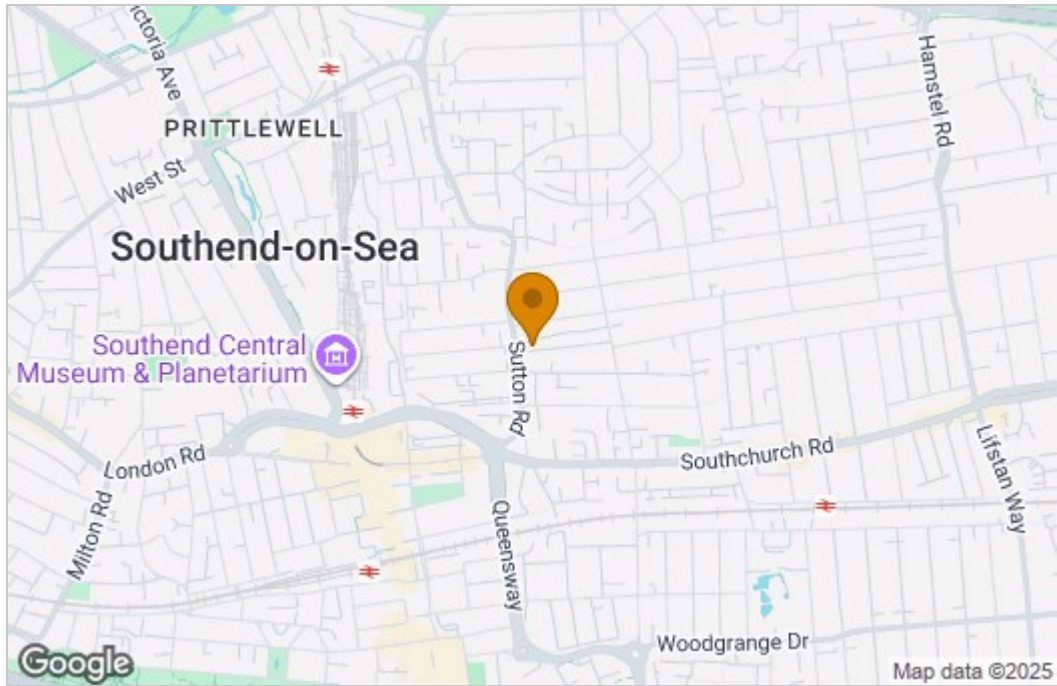 ictoria Ave
Hamstel Rd
PRITTLEWELL
West St
Southend-on-Sea
Southend Central
Museum & Planetarium
Sutton Rd
Southchurch Rd
London Rd
Lifstan Way
Milton Rd
Queensway
Woodgrange Dr
Google
Map data ©2025